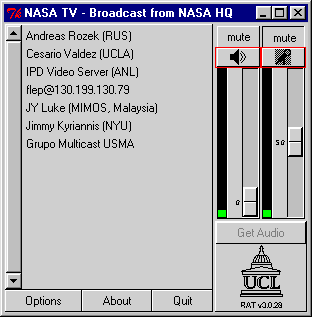 NASA TV - Broadcast from NASA HQ
Andreas Rozek (RUS)
Cesario Valdez (UCLA)
IPD Video Server (ANL)
flep@130.199.130.79
JY Luke (MIMOS, Malaysia)
Jimmy Kyriannis (NYU)
Grupo Multicast USMA
mute
mute
50
0
Get Audio
UCL
RAT v3.0.28
Options
About
Quit